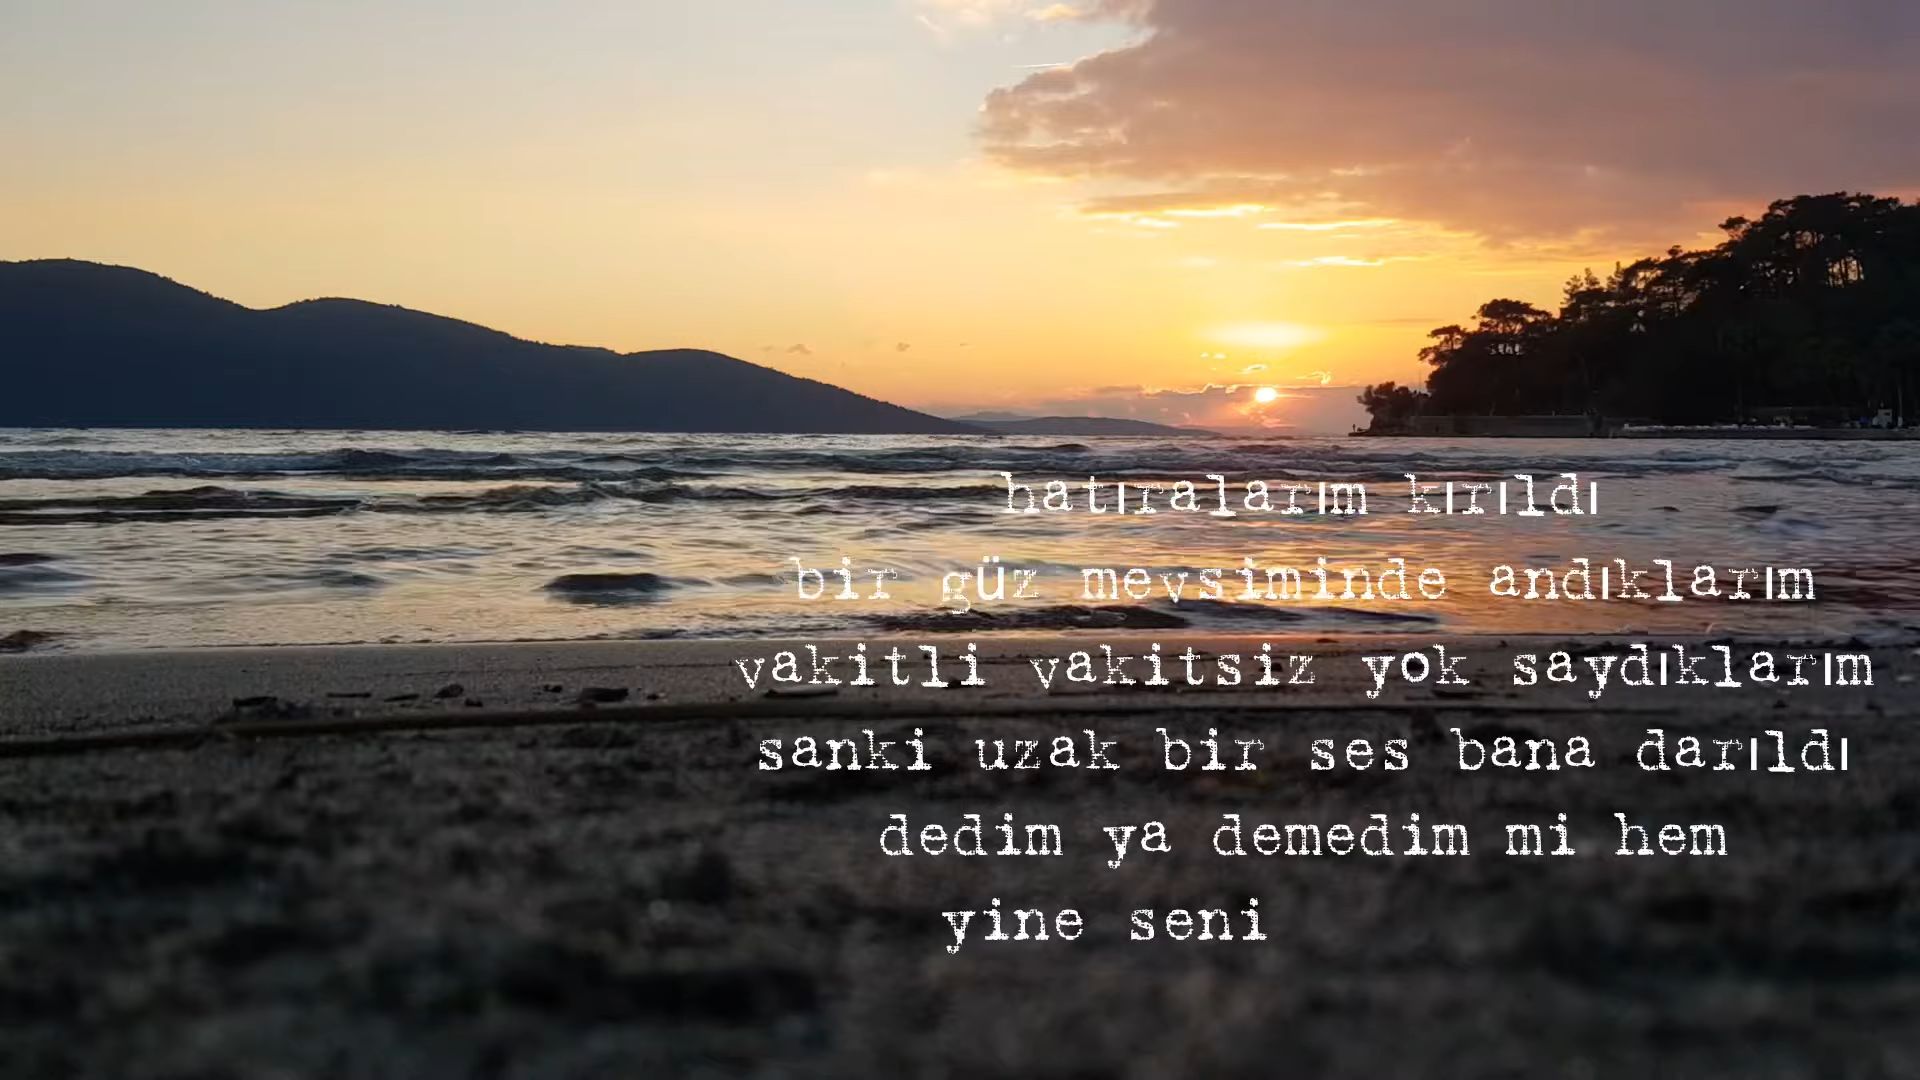 hatıralarım kırıldı
bir güz mevsiminde andıklarım
vakitli vakitsiz yok saydıklarım
sanki uzak bir ses bana darıldı
dedim ya demedim mi hem
yine seni